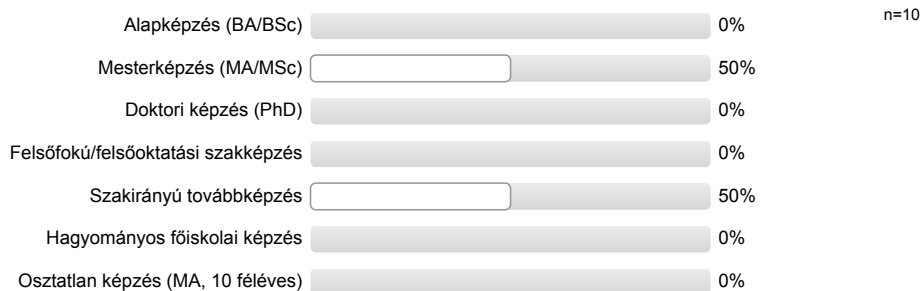 n=10
Alapképzés (BA/BSc) 0%
Mesterképzés (MA/MSc) 50%
Doktori képzés (PhD) 0%
Felsőfokú/felsőoktatási szakképzés 0%
Szakirányú továbbképzés 50%
Hagyományos főiskolai képzés 0%
Osztatlan képzés (MA, 10 féléves) 0%